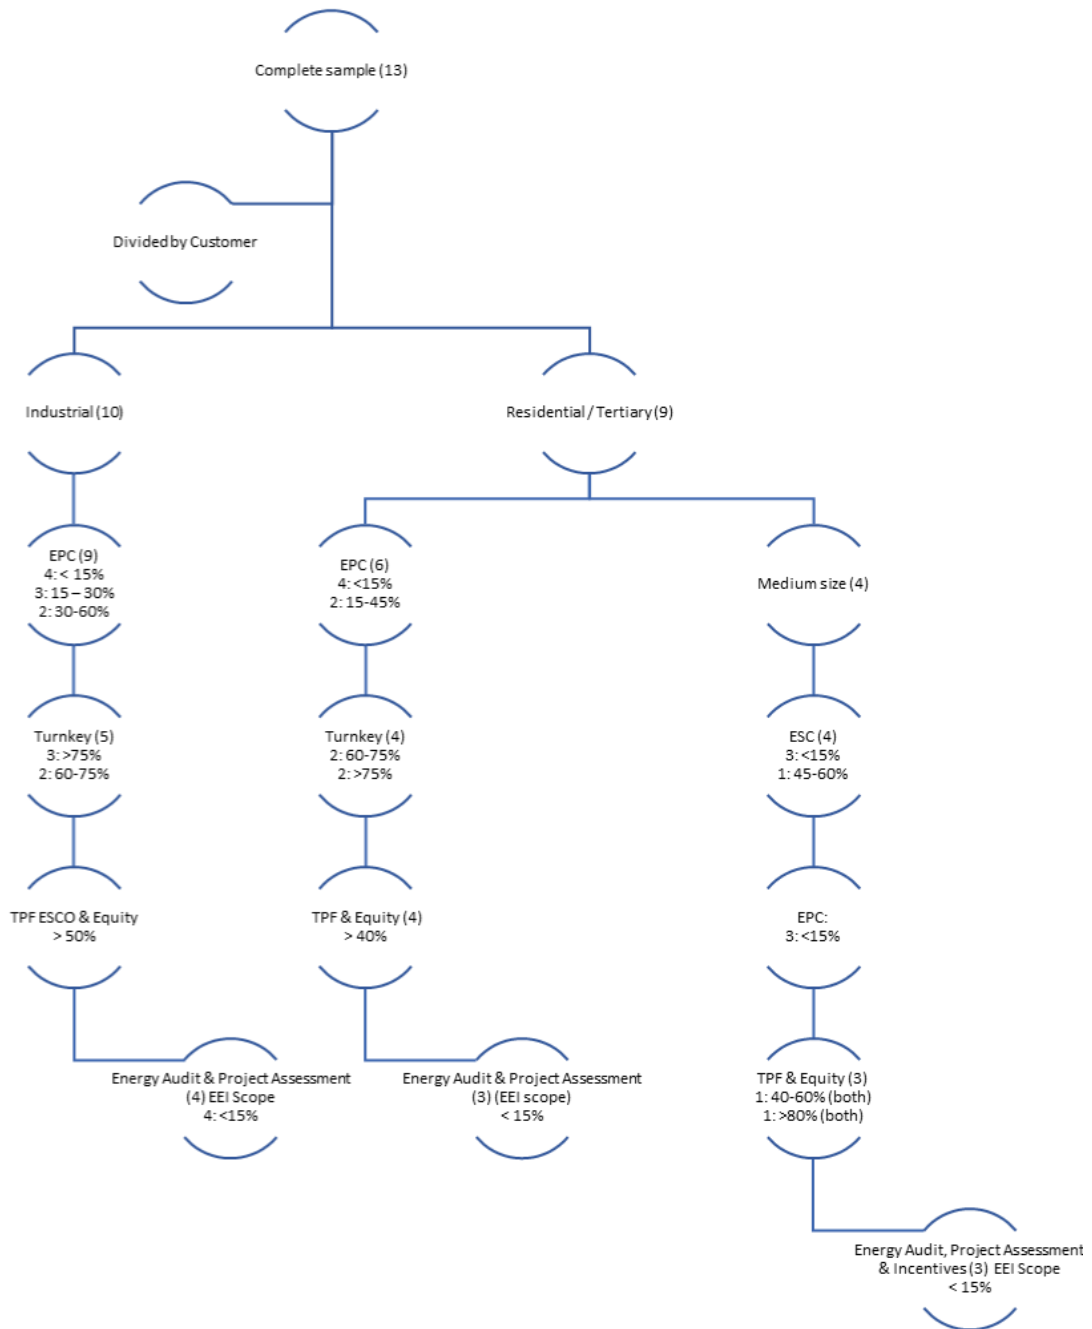 Complete sample (13)
Divided by Customer
Industrial (10)
Residential / Tertiary (9)
EPC (9)
4: < 15%
3: 15 – 30%
2: 30-60%
EPC (6)
4: <15%
2: 15-45%
Medium size (4)
Turnkey (5)
3: >75%
2: 60-75%
Turnkey (4)
2: 60-75%
2: >75%
ESC (4)
3: <15%
1: 45-60%
TPF ESCO & Equity
> 50%
TPF & Equity (4)
> 40%
EPC:
3: <15%
Energy Audit & Project Assessment
(4) EEI Scope
4: <15%
Energy Audit & Project Assessment
(3) (EEI scope)
< 15%
TPF & Equity (3)
1: 40-60% (both)
1: >80% (both)
Energy Audit, Project Assessment
& Incentives (3) EEI Scope
< 15%